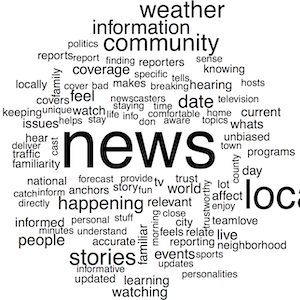 weather
information
politics
community
reports report
finding reporters
sense
knowing
family
coverage
specific tells
locally
cover bad makes
breaking hearing hosts
covers feel
newscasters
date television
keeping unique watch
staying time
comfortable home current
issues
helps stay life info don aware topics whats
hear cast
news
town unbiased
deliver
traffic
programs
familiarity
county
day
national
forecast provide trust
catch inform anchors story fun tv world
trustworthy
lot
affect
loca
directly
happening relevant
enjoy
informed
personal stuff
morning
close
city
teamlove
minutes understand
familiar
feels relate
live
people
accurate
reporting
neighborhood
stories
events sports
informative
updates
updated learning
personalities
watching